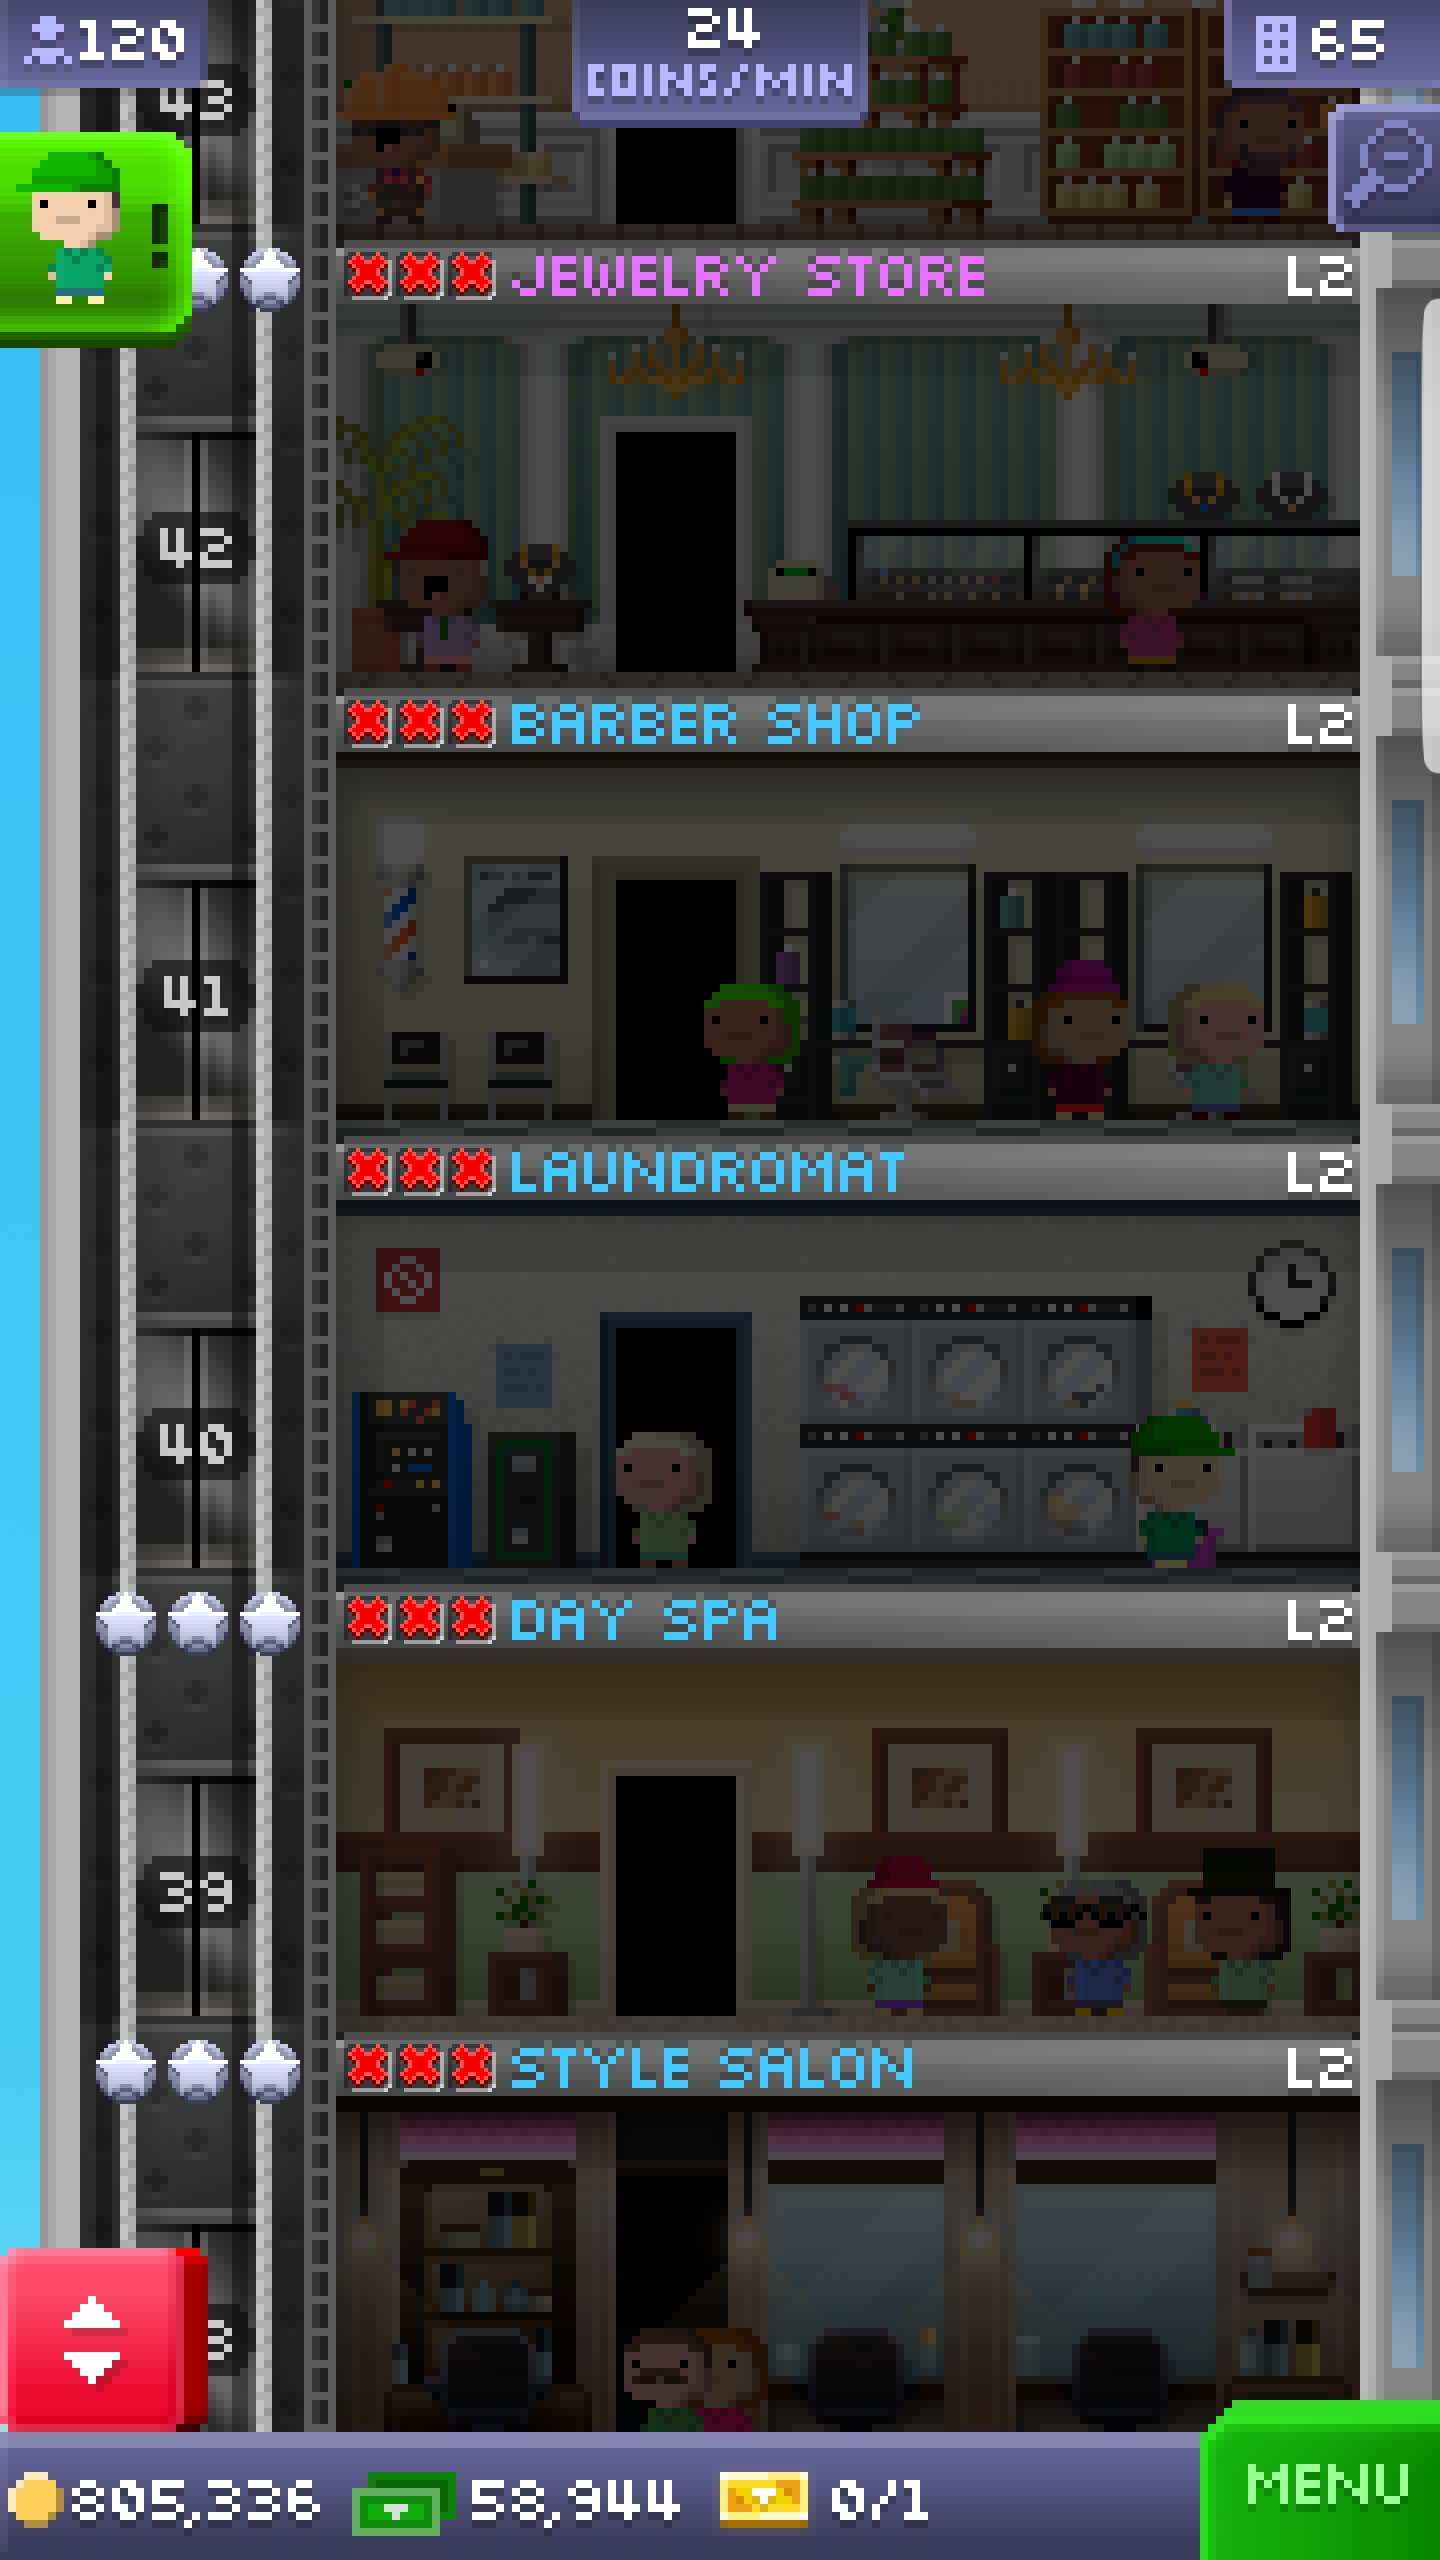 120
24
COINS/MIN
65
43
JEWELRY STORE L2
42
BARBER SHOP L2
41
LAUNDROMAT L2
40
DAY SPA L2
39
STYLE SALON L2
805,336 58,944 0/1 MENU